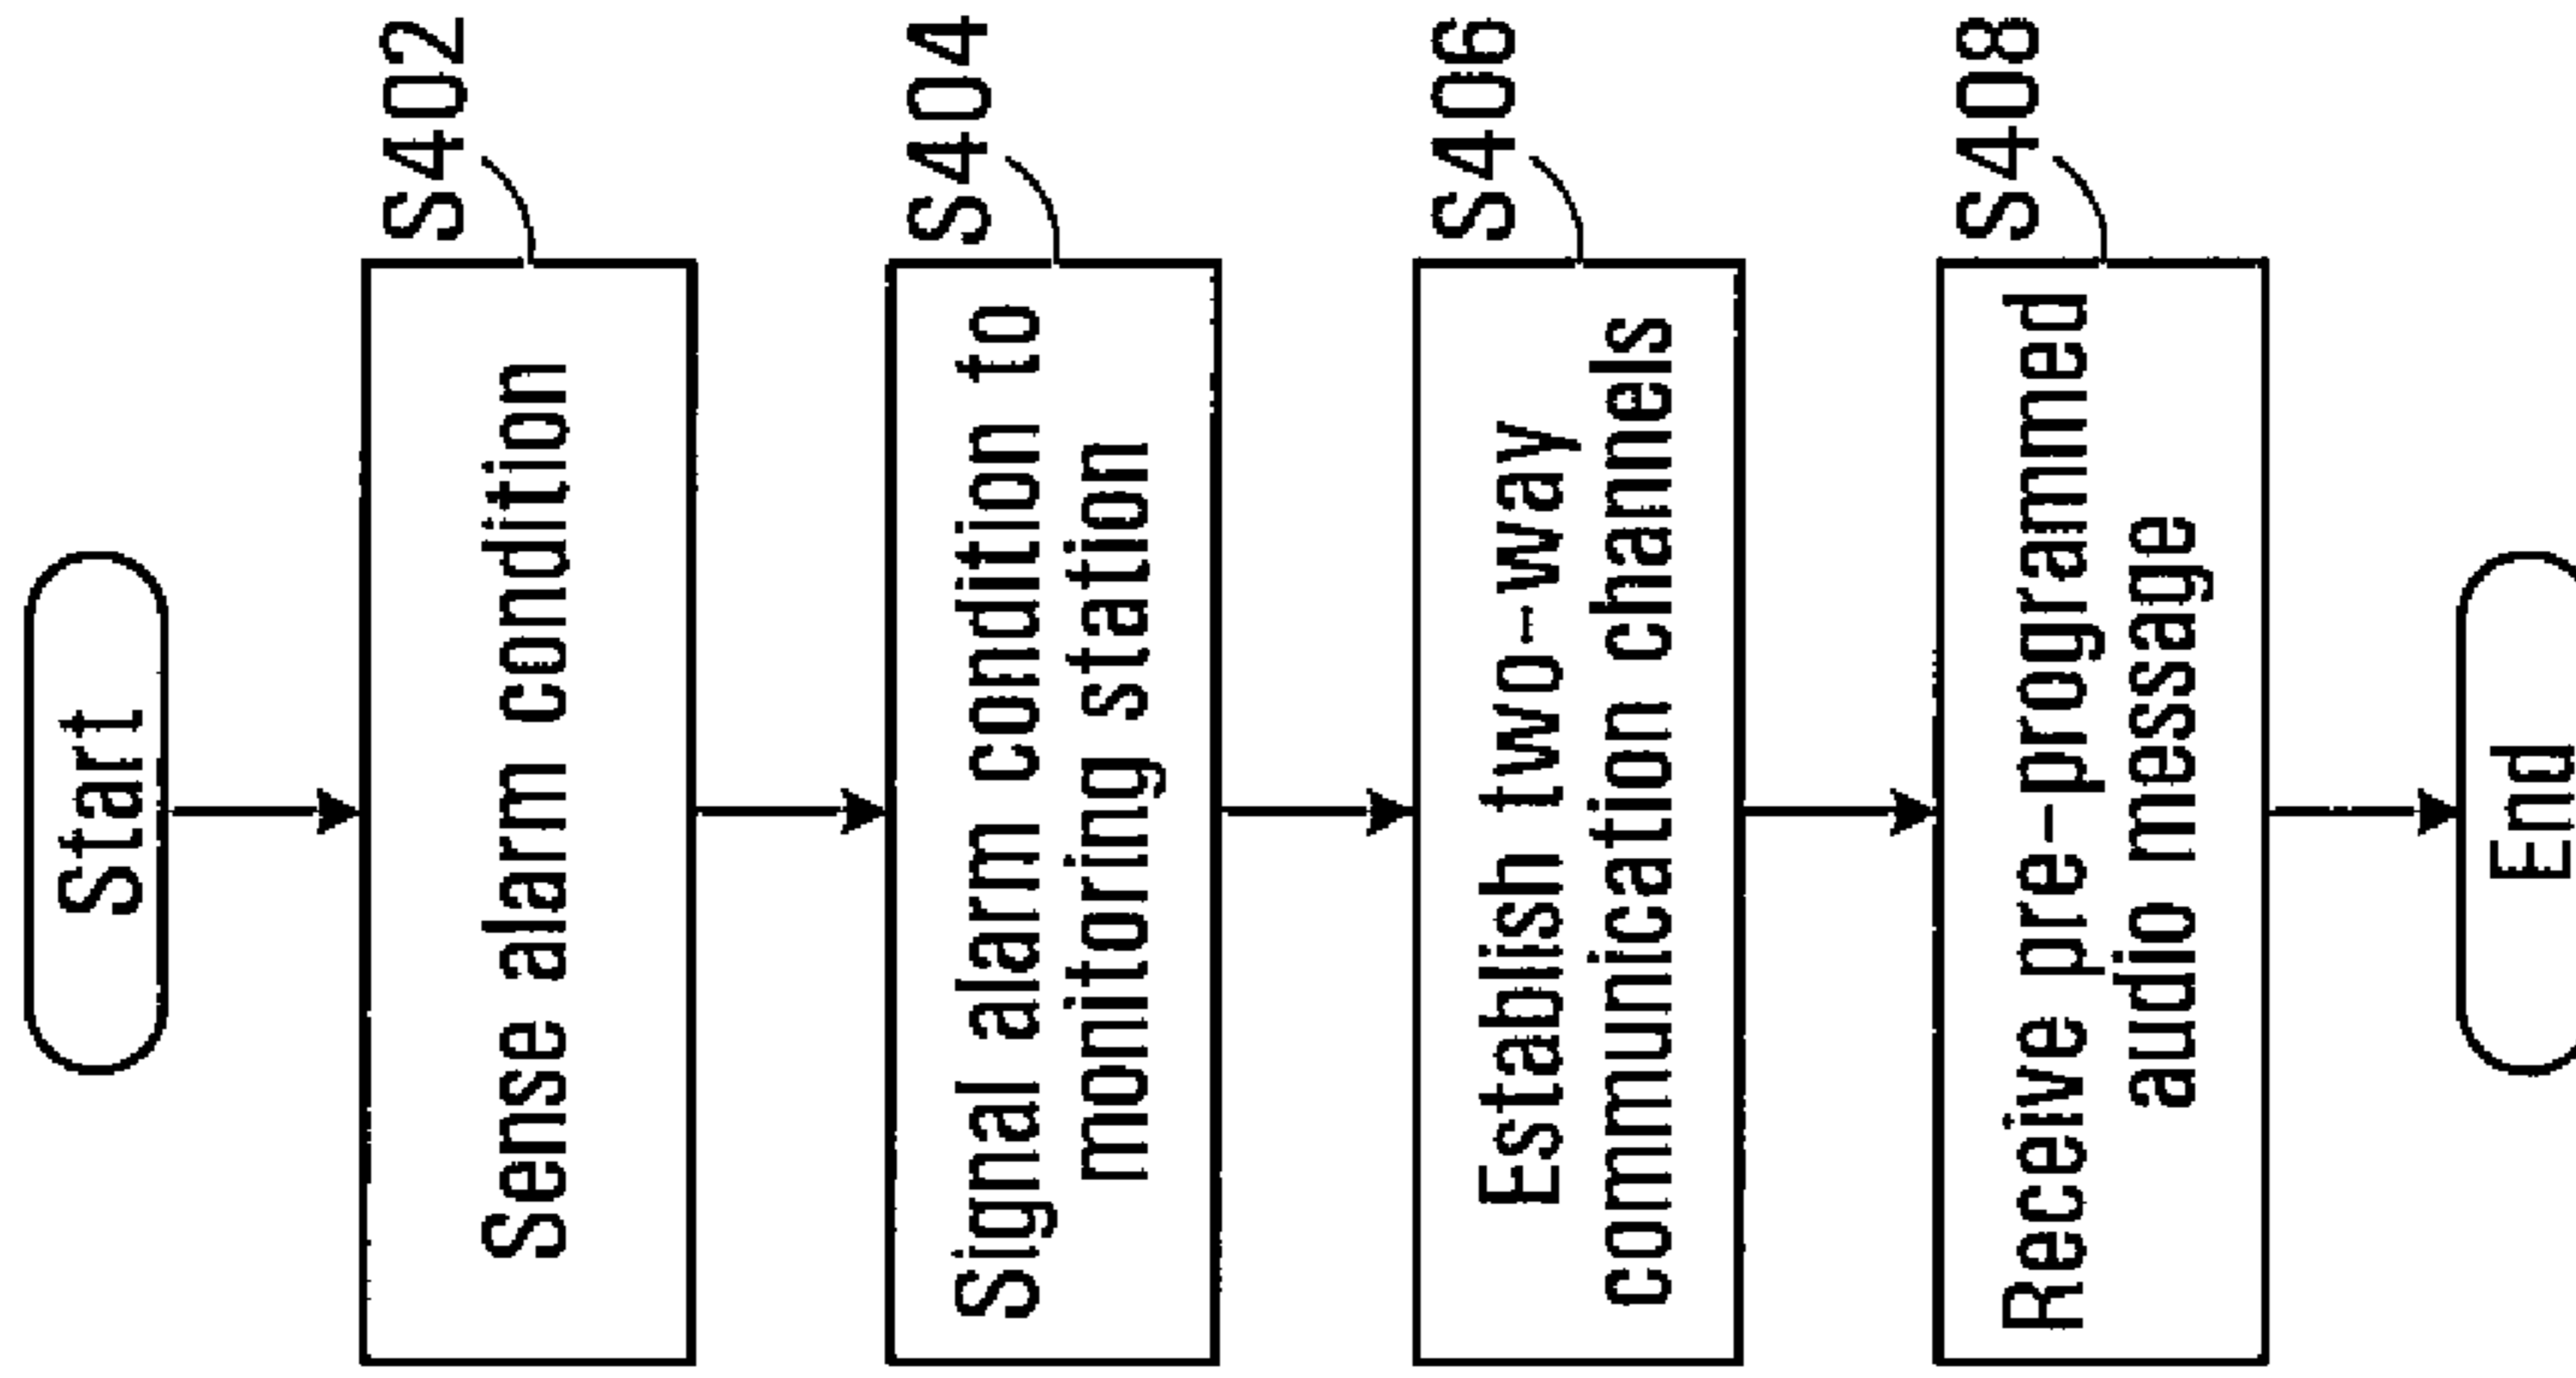 Start
S402
Sense alarm condition
S404
Signal alarm condition to
monitoring station
S406
Establish two-way
communication channels
S408
Receive pre-programmed
audio message
End